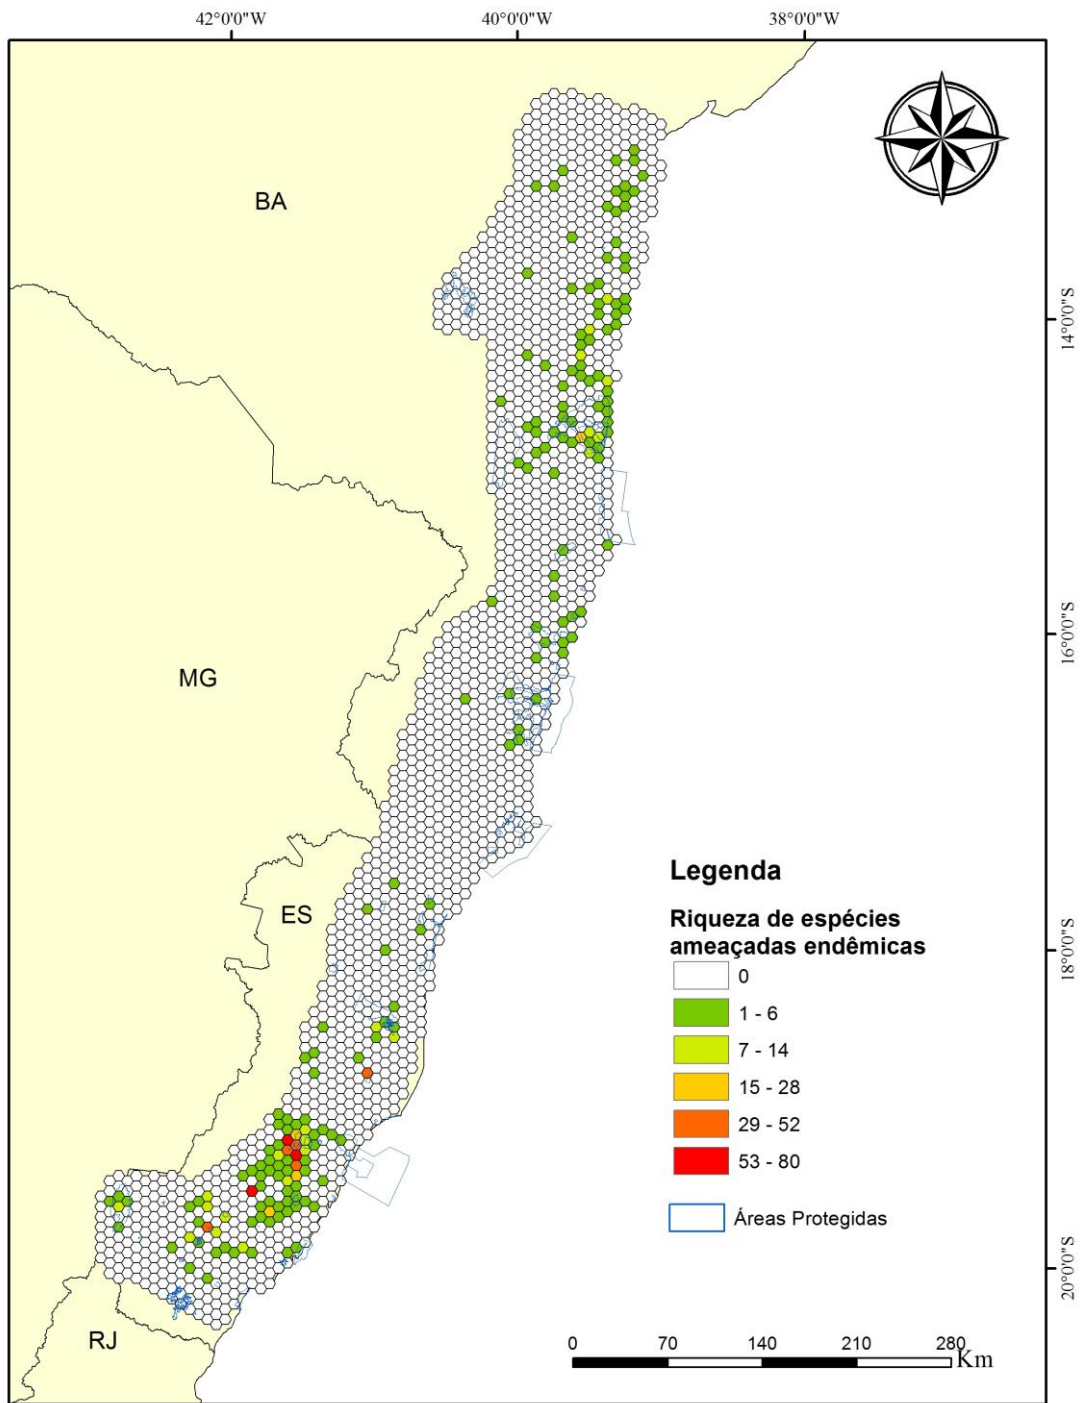 42°0'0"W
40°0'0"W
38°0'0"W
BA
14°0'0"S
16°0'0"S
MG
Legenda
Riqueza de espécies
ameaçadas endêmicas
ES
0
1 - 6
7 - 14
15 - 28
29 - 52
53 - 80
Áreas Protegidas
18°0'0"S
20°0'0"S
RJ
0 70 140 210 280
Km